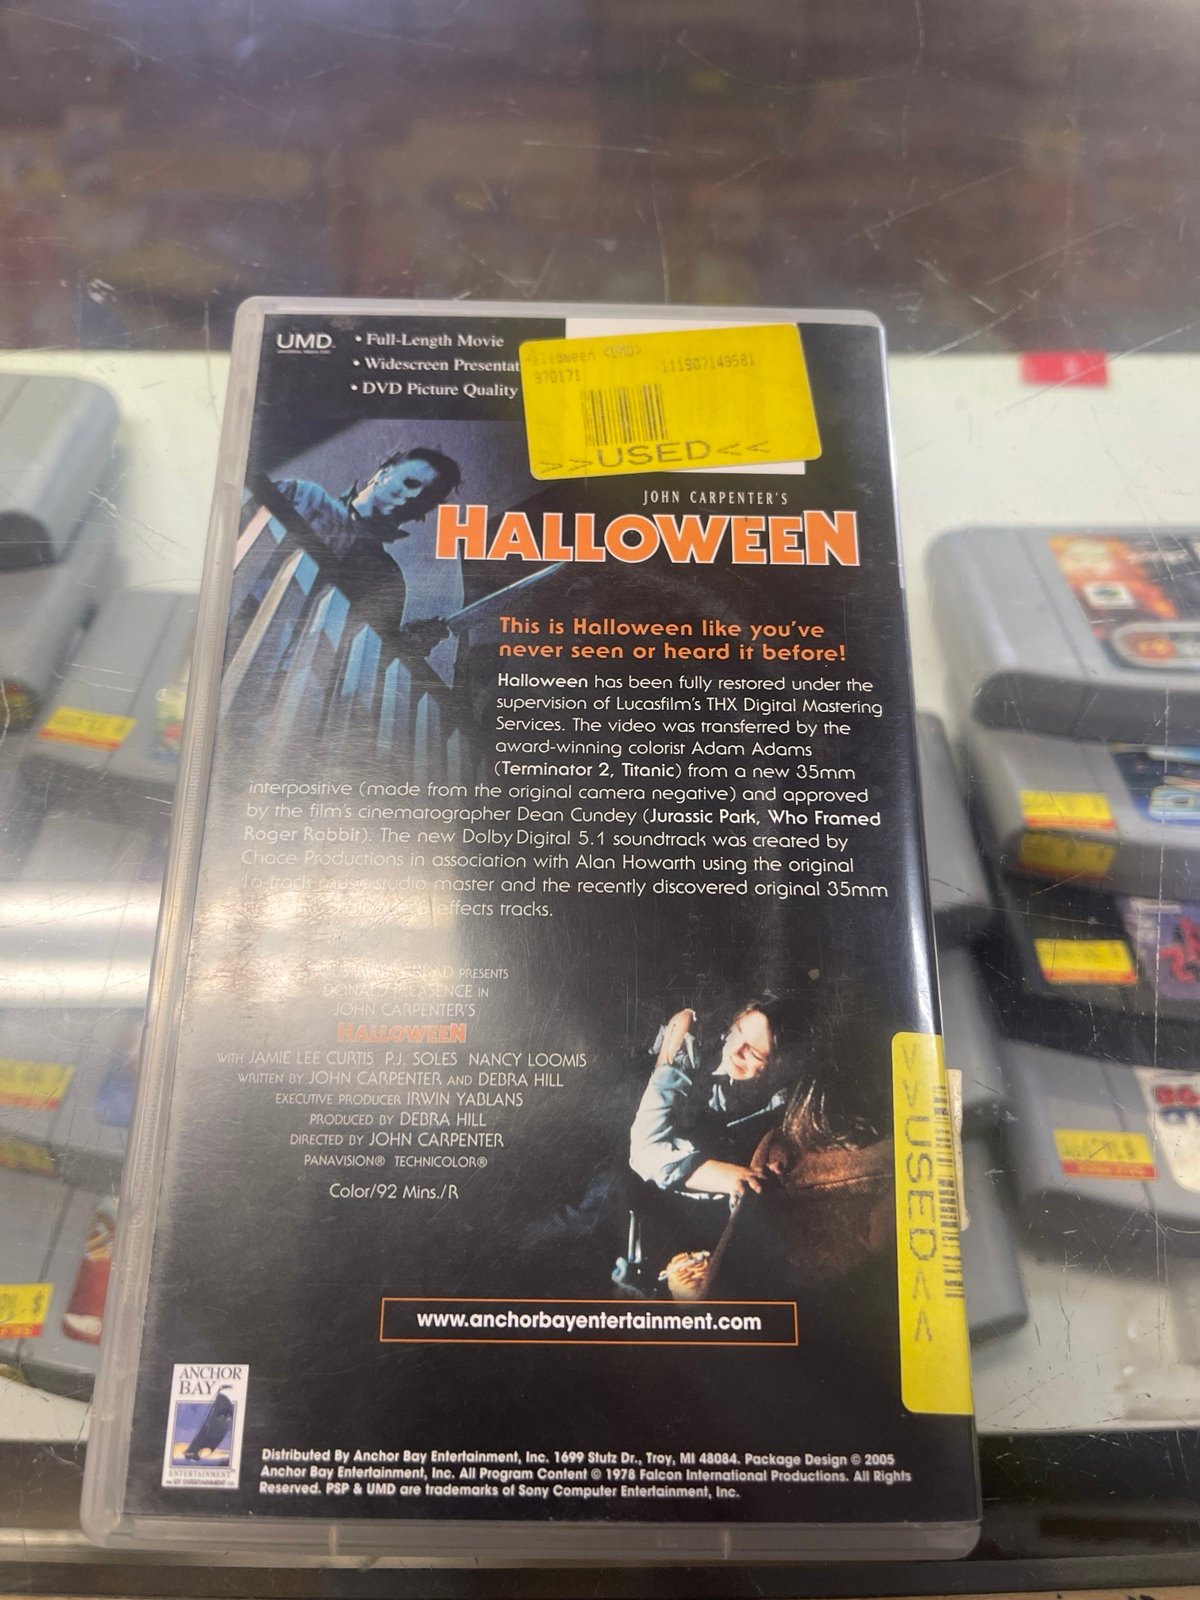 UMD
• Full-Length Movie
• Widescreen Presentat
• DVD Picture Quality
alloween <UMD>
370171
111907149581
>>USED<<
JOHN CARPENTER'S
HALLOWEEN
This is Halloween like you've
never seen or heard it before!
Halloween has been fully restored under the
supervision of Lucasfilm's THX Digital Mastering
Services. The video was transferred by the
award-winning colorist Adam Adams
(Terminator 2, Titanic) from a new 35mm
interpositive (made from the original camera negative) and approved
by the film's cinematographer Dean Cundey (Jurassic Park, Who Framed
Roger Rabbit). The new Dolby Digital 5.1 soundtrack was created by
Chace Productions in association with Alan Howarth using the original
16-track music studio master and the recently discovered original 35mm
effects tracks.
PRESENTS
DONALD PLEASENCE IN
JOHN CARPENTER'S
HALLOWEEN
WITH JAMIE LEE CURTIS P.J. SOLES NANCY LOOMIS
WRITTEN BY JOHN CARPENTER AND DEBRA HILL
EXECUTIVE PRODUCER IRWIN YABLANS
PRODUCED BY DEBRA HILL
DIRECTED BY JOHN CARPENTER
PANAVISION® TECHNICOLOR®
Color/92 Mins./R
>>USED<<
www.anchorbayentertainment.com
ANCHOR
BAY
ENTERTAINMENT
Distributed By Anchor Bay Entertainment, Inc. 1699 Stutz Dr., Troy, MI 48084. Package Design © 2005
Anchor Bay Entertainment, Inc. All Program Content © 1978 Falcon International Productions. All Rights
Reserved. PSP & UMD are trademarks of Sony Computer Entertainment, Inc.